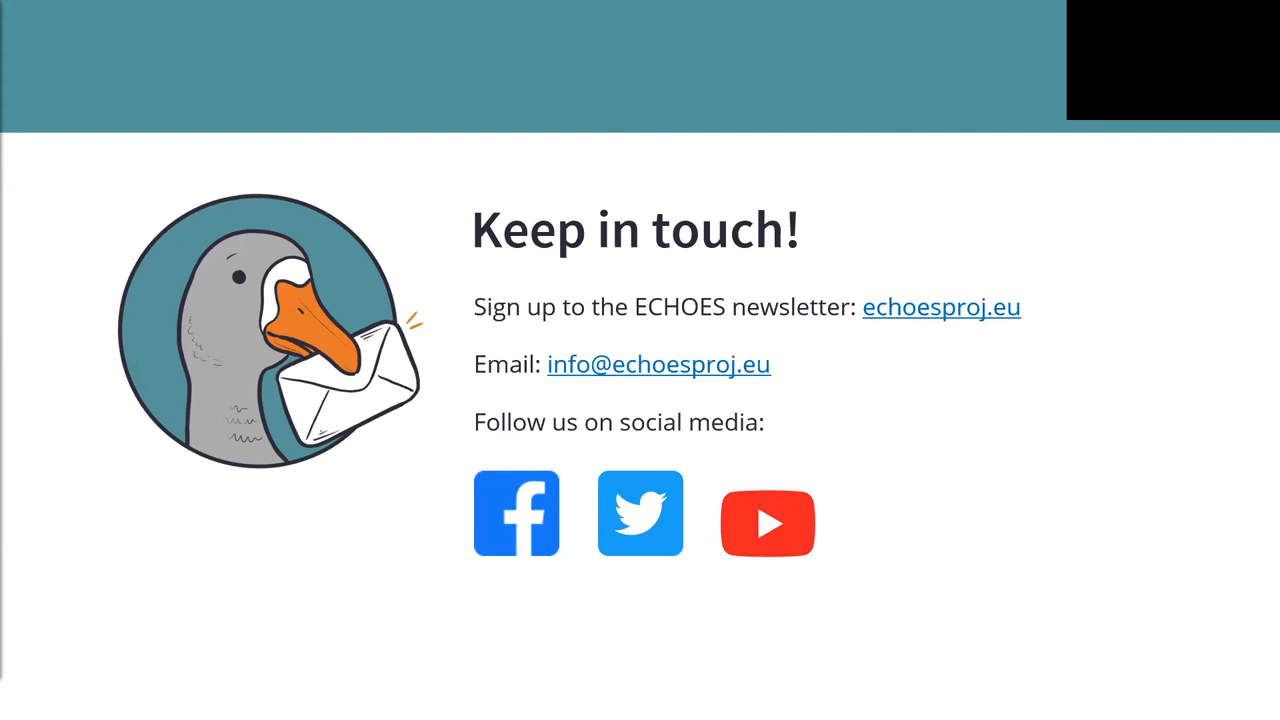 Keep in touch!
Sign up to the ECHOES newsletter: echoesproj.eu
Email: info@echoesproj.eu
Follow us on social media: